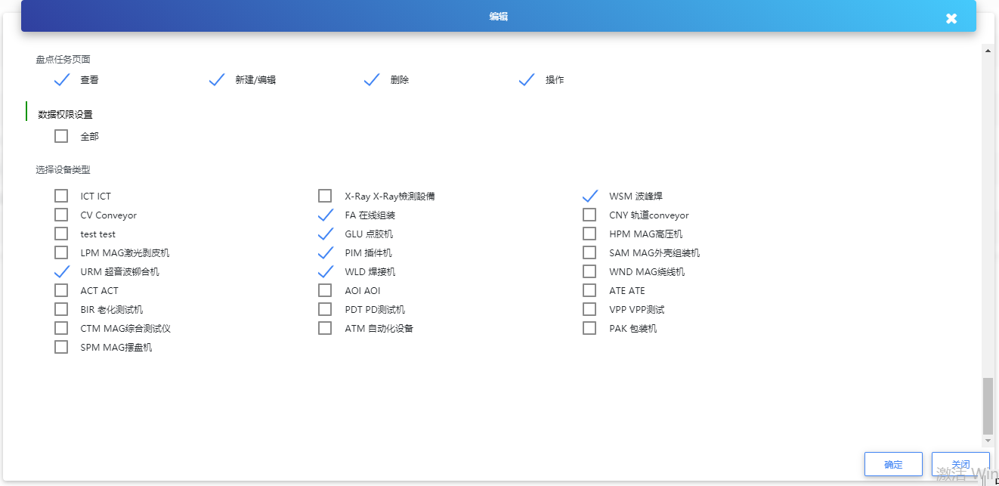 编辑
盘点任务页面
查看 新建/编辑 删除 操作
数据权限设置
全部
选择设备类型
ICT ICT X-Ray X-Ray檢測設備 WSM 波峰焊
CV Conveyor FA 在线组装 CNY 轨道conveyor
test test GLU 点胶机 HPM MAG高压机
LPM MAG激光剥皮机 PIM 插件机 SAM MAG外壳组装机
URM 超音波铆合机 WLD 焊接机 WND MAG绕线机
ACT ACT AOI AOI ATE ATE
BIR 老化测试机 PDT PD测试机 VPP VPP测试
CTM MAG综合测试仪 ATM 自动化设备 PAK 包装机
SPM MAG摆盘机
确定 关闭
激活 Win